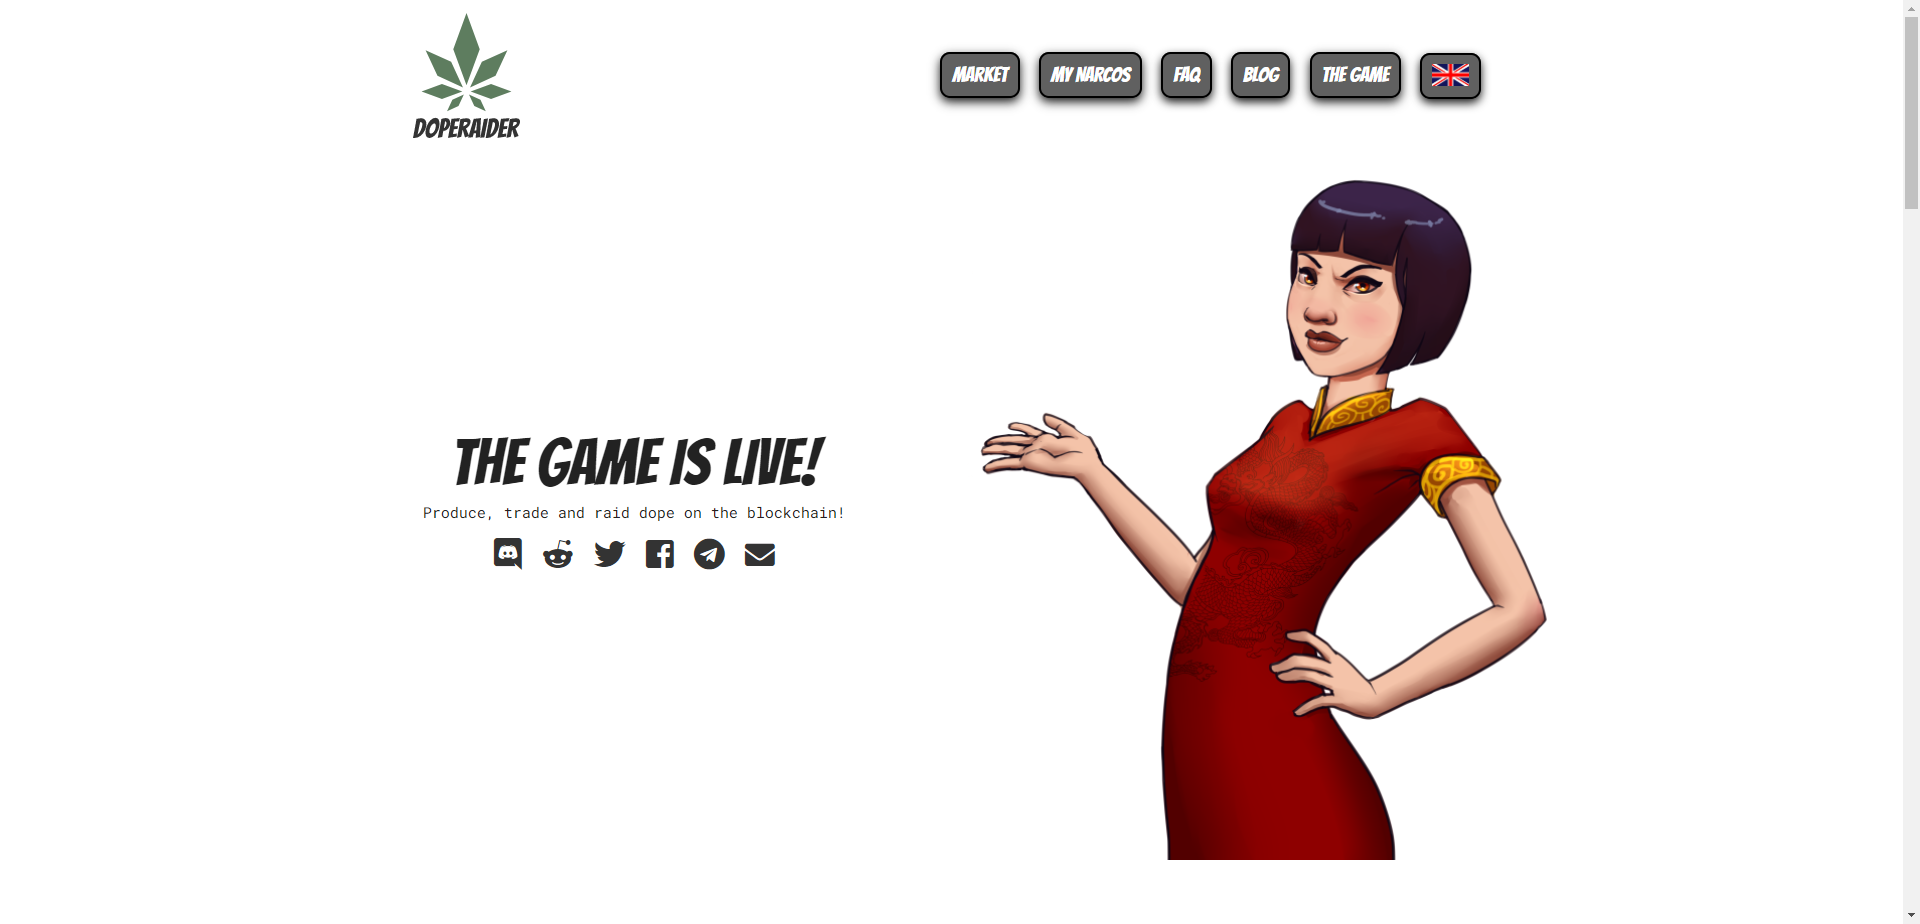 DOPERAIDER
MARKET
MY NARCOS
FAQ
BLOG
THE GAME
THE GAME IS LIVE!
Produce, trade and raid dope on the blockchain!